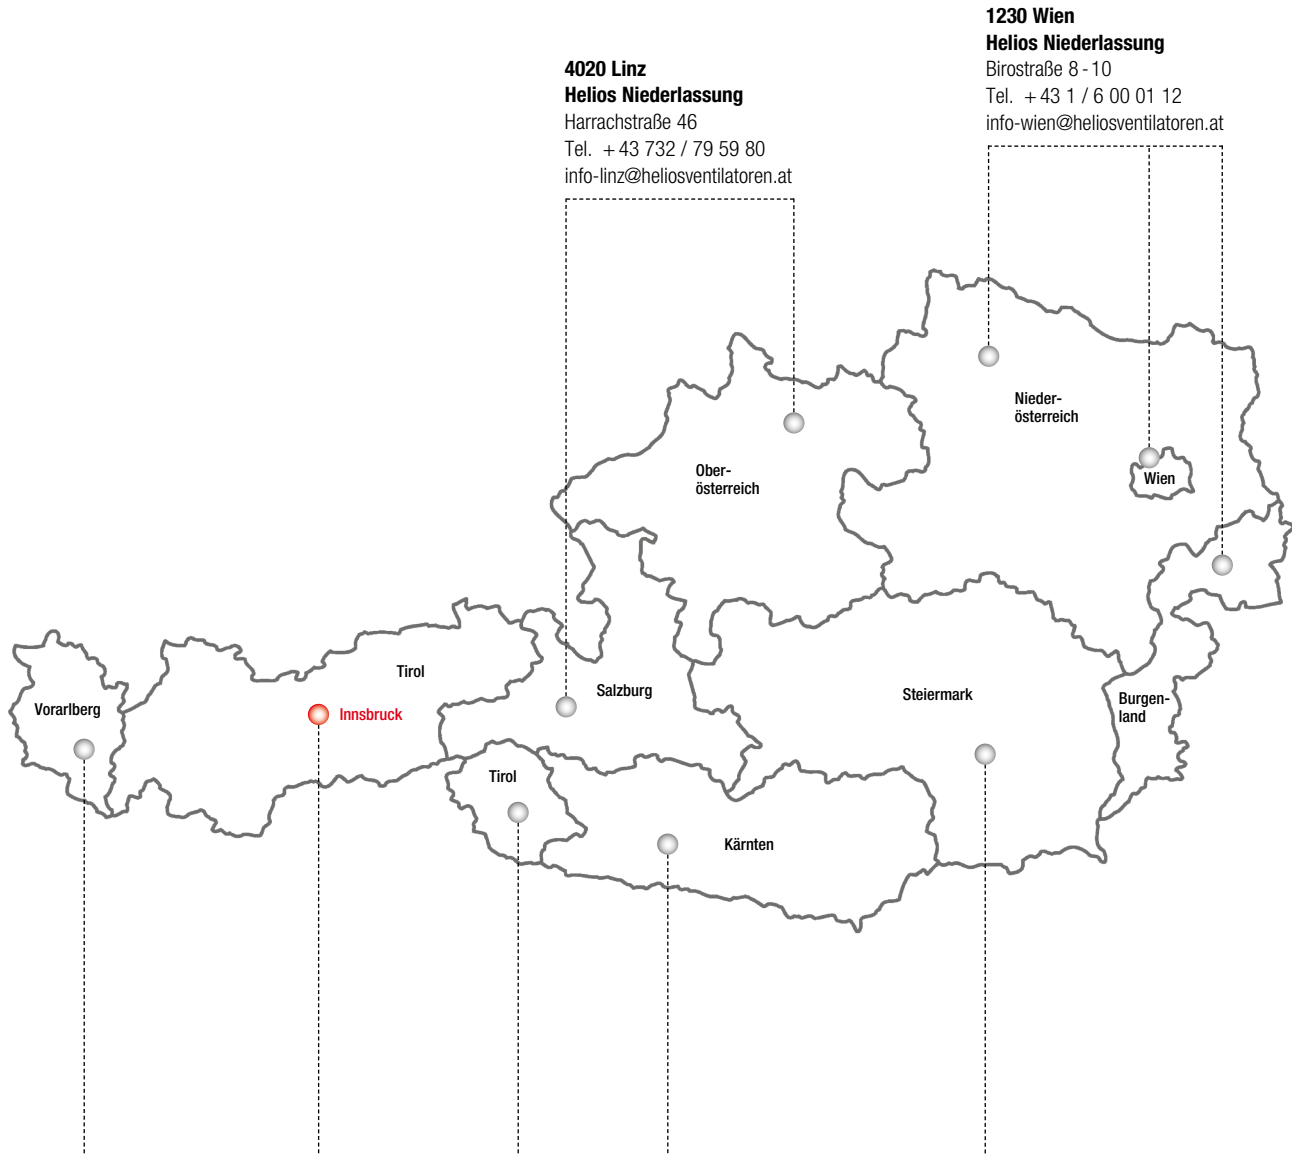 1230 Wien
Helios Niederlassung
Birostraße 8 - 10
Tel. + 43 1 / 6 00 01 12
info-wien@heliosventilatoren.at
4020 Linz
Helios Niederlassung
Harrachstraße 46
Tel. + 43 732 / 79 59 80
info-linz@heliosventilatoren.at
Nieder-
österreich
Ober-
österreich
Wien
Tirol
Salzburg
Steiermark
Burgen-
land
Vorarlberg
Innsbruck
Tirol
Kärnten